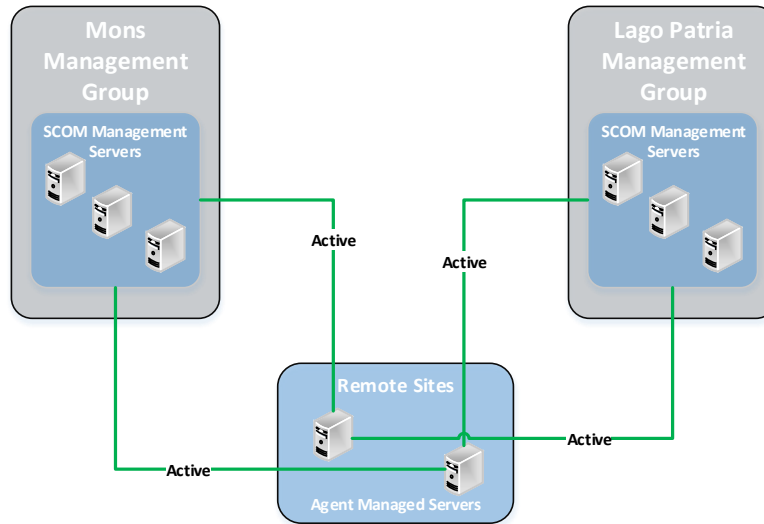 Mons
Management
Group
SCOM Management
Servers
Lago Patria
Management
Group
SCOM Management
Servers
Active
Active
Remote Sites
Active
Active
Agent Managed Servers